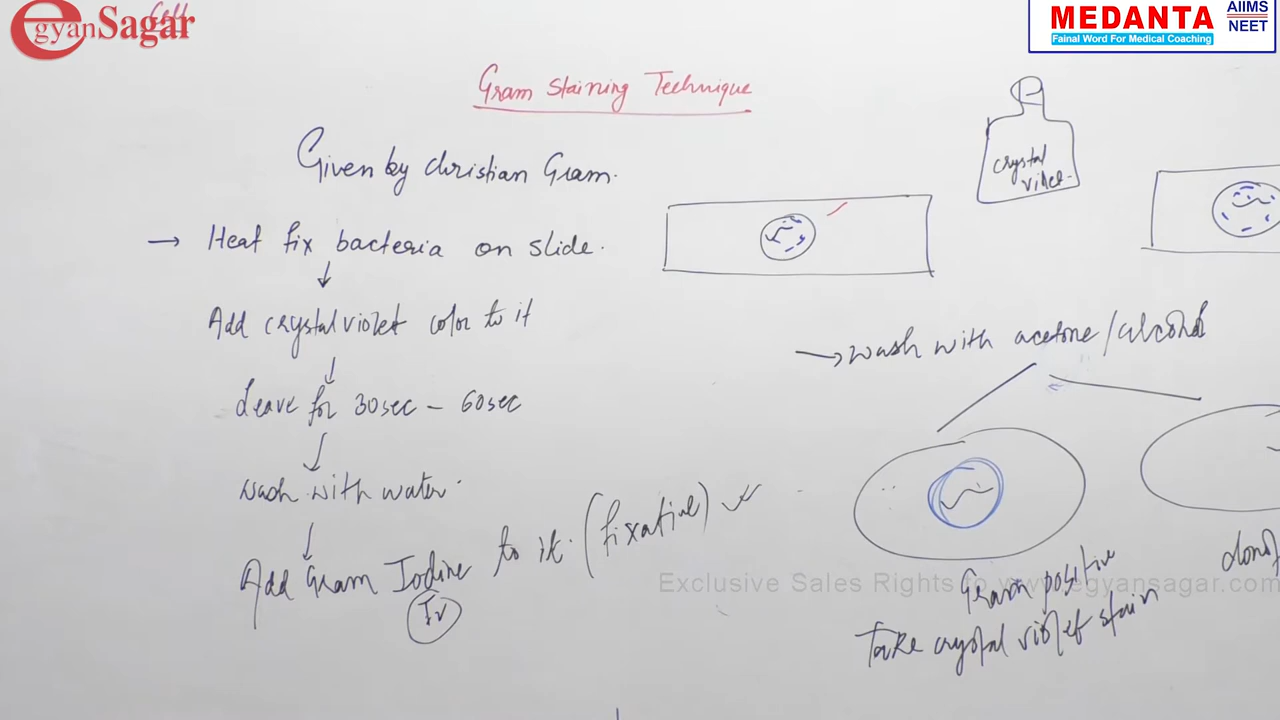 Cell
egyanSagar
MEDANTA
Fainal Word For Medical Coaching
AIIMS
NEET
Gram Staining Technique
Given by christian Gram.
→ Heat fix bacteria on slide.
↓
Add crystal violet color to it
↓
Leave for 30sec - 60sec
↓
wash with water.
↓
Add Gram Iodine to it. (fixative)
crystal
→ wash with acetone/alcohol
Gram positive
Take crystal violet stain
Exclusive Sales Rights to www.egyansagar.com